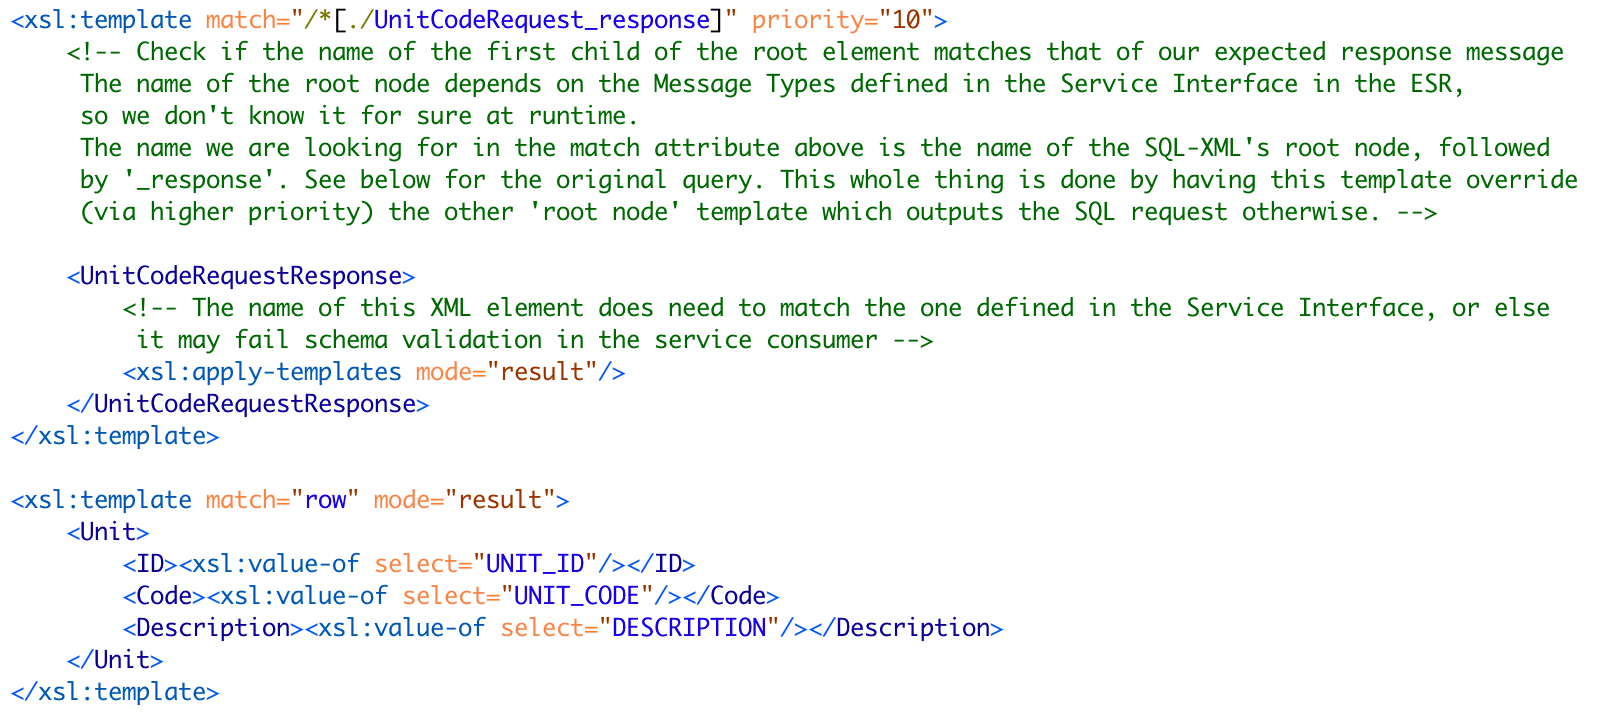 <xsl:template match="/*[./UnitCodeRequest_response]" priority="10">
    <!-- Check if the name of the first child of the root element matches that of our expected response message
     The name of the root node depends on the Message Types defined in the Service Interface in the ESR,
     so we don't know it for sure at runtime.
     The name we are looking for in the match attribute above is the name of the SQL-XML's root node, followed
     by '_response'. See below for the original query. This whole thing is done by having this template override
     (via higher priority) the other 'root node' template which outputs the SQL request otherwise. -->

    <UnitCodeRequestResponse>
        <!-- The name of this XML element does need to match the one defined in the Service Interface, or else
         it may fail schema validation in the service consumer -->
        <xsl:apply-templates mode="result"/>
    </UnitCodeRequestResponse>
</xsl:template>

<xsl:template match="row" mode="result">
    <Unit>
        <ID><xsl:value-of select="UNIT_ID"/></ID>
        <Code><xsl:value-of select="UNIT_CODE"/></Code>
        <Description><xsl:value-of select="DESCRIPTION"/></Description>
    </Unit>
</xsl:template>